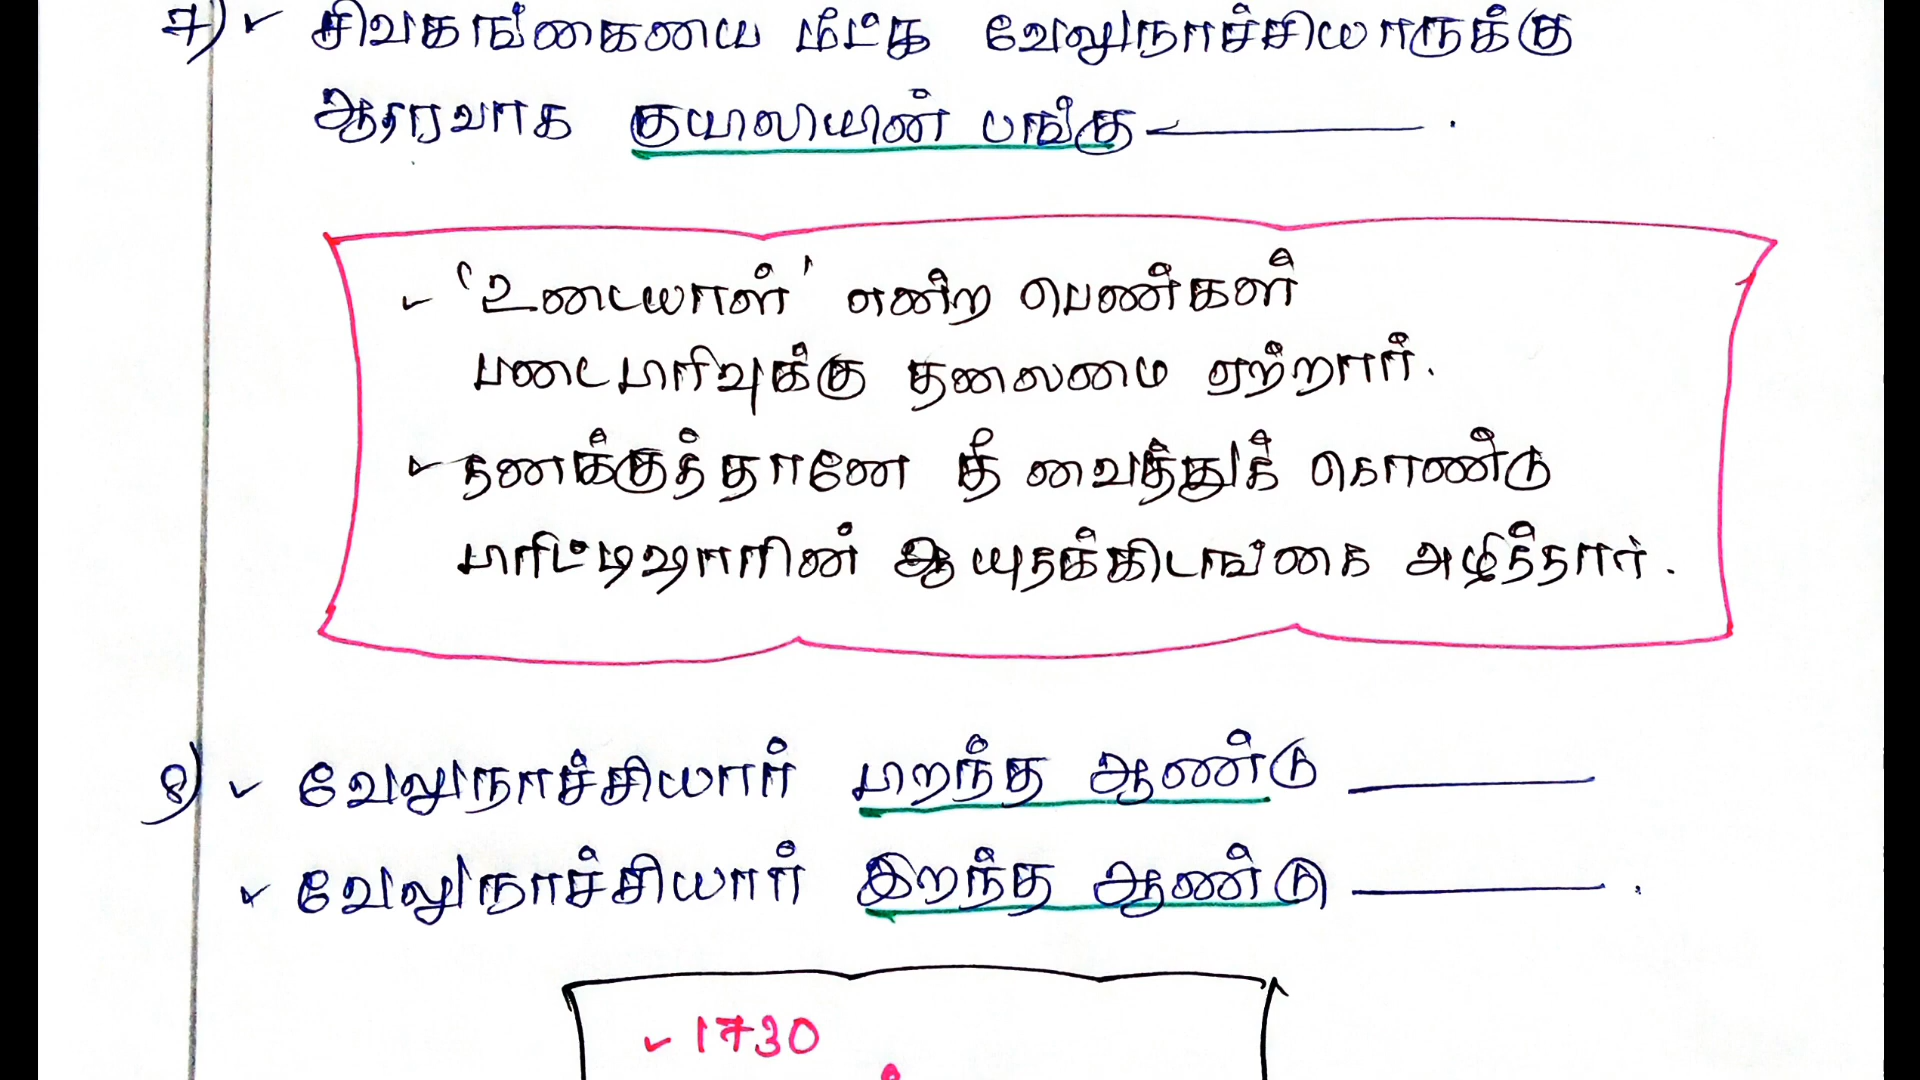 7) ✓ சிவகங்கையை மீட்க வேலுநாச்சியாருக்கு
ஆதரவாக குயிலியின் பங்கு ________ .
✓ 'உடையாள்' என்ற பெண்கள்
படைபிரிவுக்கு தலைமை ஏற்றார்.
✓ தனக்குத்தானே தீ வைத்துக் கொண்டு
பிரிட்டிஷாரின் ஆயுதக்கிடங்கை அழித்தார்.
8) ✓ வேலுநாச்சியார் பிறந்த ஆண்டு ________
✓ வேலுநாச்சியார் இறந்த ஆண்டு ________ .
✓ 1730